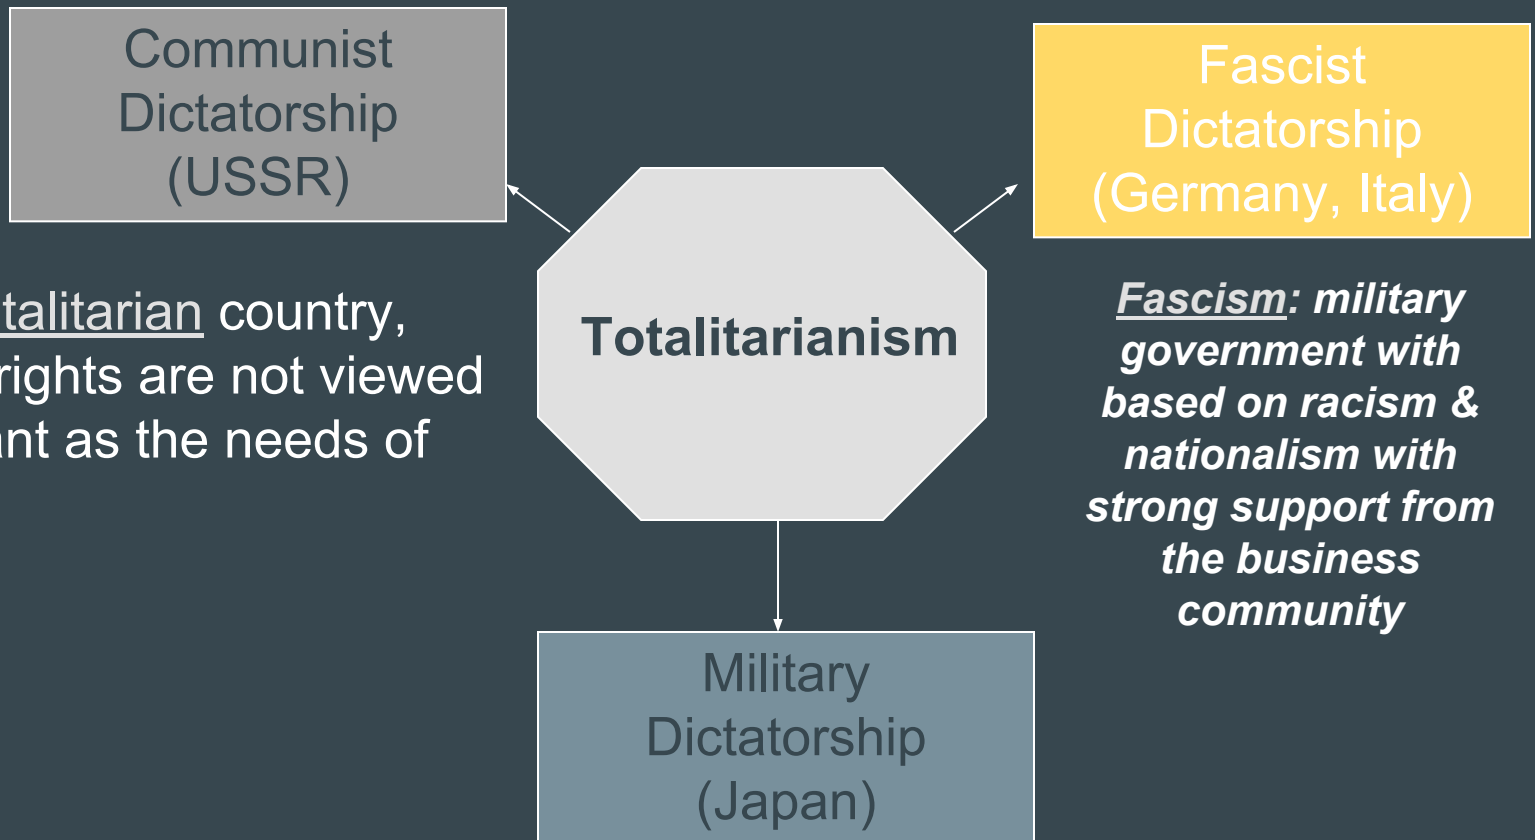 Communist
Dictatorship
(USSR)
Fascist
Dictatorship
(Germany, Italy)
Totalitarianism
talitarian country,
rights are not viewed
ant as the needs of
Fascism: military
government with
based on racism &
nationalism with
strong support from
the business
community
Military
Dictatorship
(Japan)